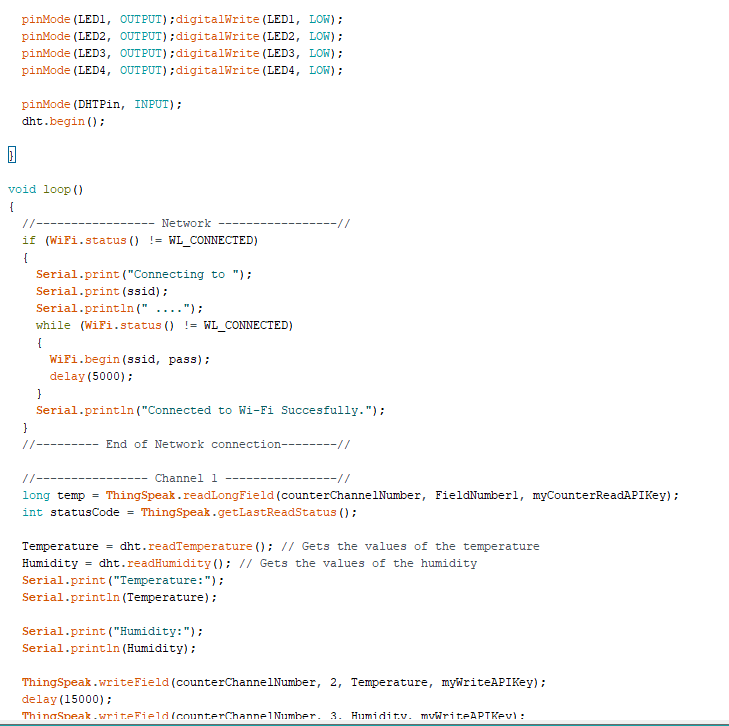 pinMode(LED1, OUTPUT);digitalWrite(LED1, LOW);
pinMode(LED2, OUTPUT);digitalWrite(LED2, LOW);
pinMode(LED3, OUTPUT);digitalWrite(LED3, LOW);
pinMode(LED4, OUTPUT);digitalWrite(LED4, LOW);
pinMode(DHTPin, INPUT);
dht.begin();
}
void loop()
{
//----------------- Network -----------------//
if (WiFi.status() != WL_CONNECTED)
{
Serial.print("Connecting to ");
Serial.print(ssid);
Serial.println(" ....");
while (WiFi.status() != WL_CONNECTED)
{
WiFi.begin(ssid, pass);
delay(5000);
}
Serial.println("Connected to Wi-Fi Succesfully.");
}
//--------- End of Network connection--------//
//---------------- Channel 1 ----------------//
long temp = ThingSpeak.readLongField(counterChannelNumber, FieldNumber1, myCounterReadAPIKey);
int statusCode = ThingSpeak.getLastReadStatus();
Temperature = dht.readTemperature(); // Gets the values of the temperature
Humidity = dht.readHumidity(); // Gets the values of the humidity
Serial.print("Temperature:");
Serial.println(Temperature);
Serial.print("Humidity:");
Serial.println(Humidity);
ThingSpeak.writeField(counterChannelNumber, 2, Temperature, myWriteAPIKey);
delay(15000);
ThingSpeak.writeField(counterChannelNumber, 3, Humidity, myWriteAPIKey);